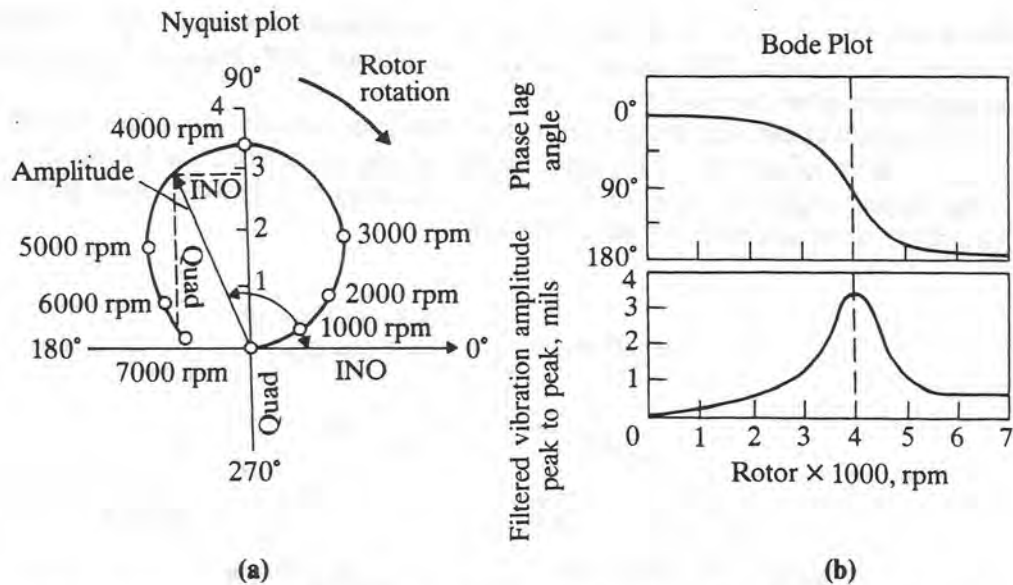 Nyquist plot
90°
Rotor
rotation
4
4000 rpm
Amplitude
3
INO
2
3000 rpm
5000 rpm
Quad
1
2000 rpm
6000 rpm
1000 rpm
180°
0°
7000 rpm
INO
Quad
270°
(a)
Bode Plot
Phase lag
angle
0°
90°
180°
Filtered vibration amplitude
peak to peak, mils
4
3
2
1
0 1 2 3 4 5 6 7
Rotor × 1000, rpm
(b)